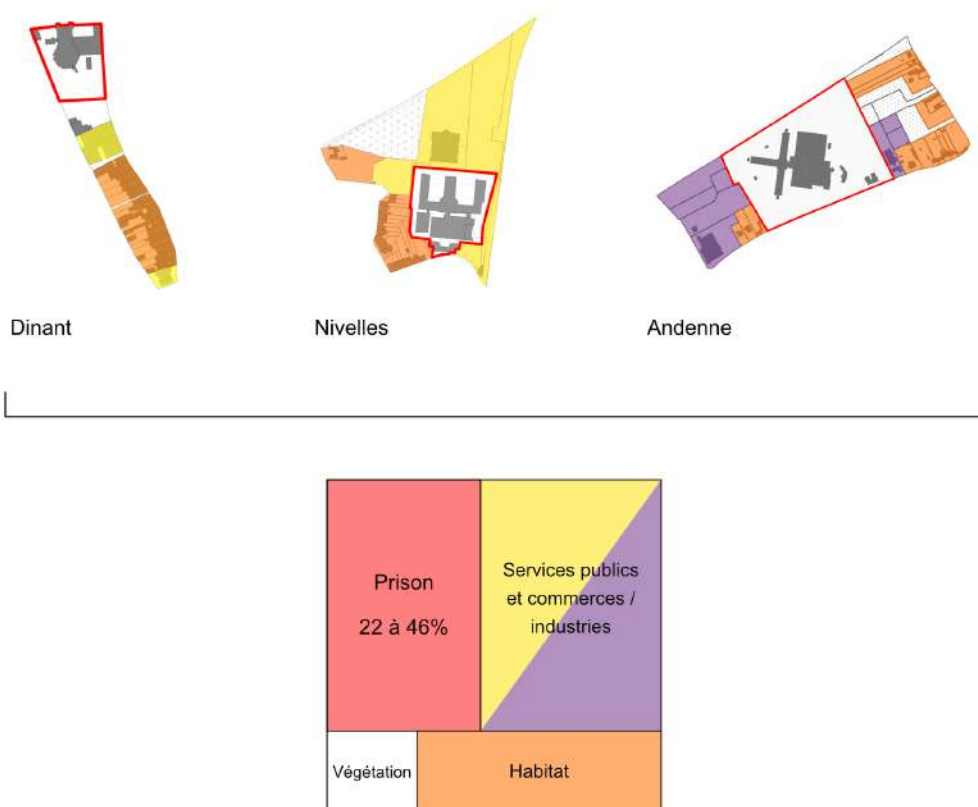 Dinant
Nivelles
Andenne
Prison
22 à 46%
Services publics
et commerces /
industries
Végétation
Habitat